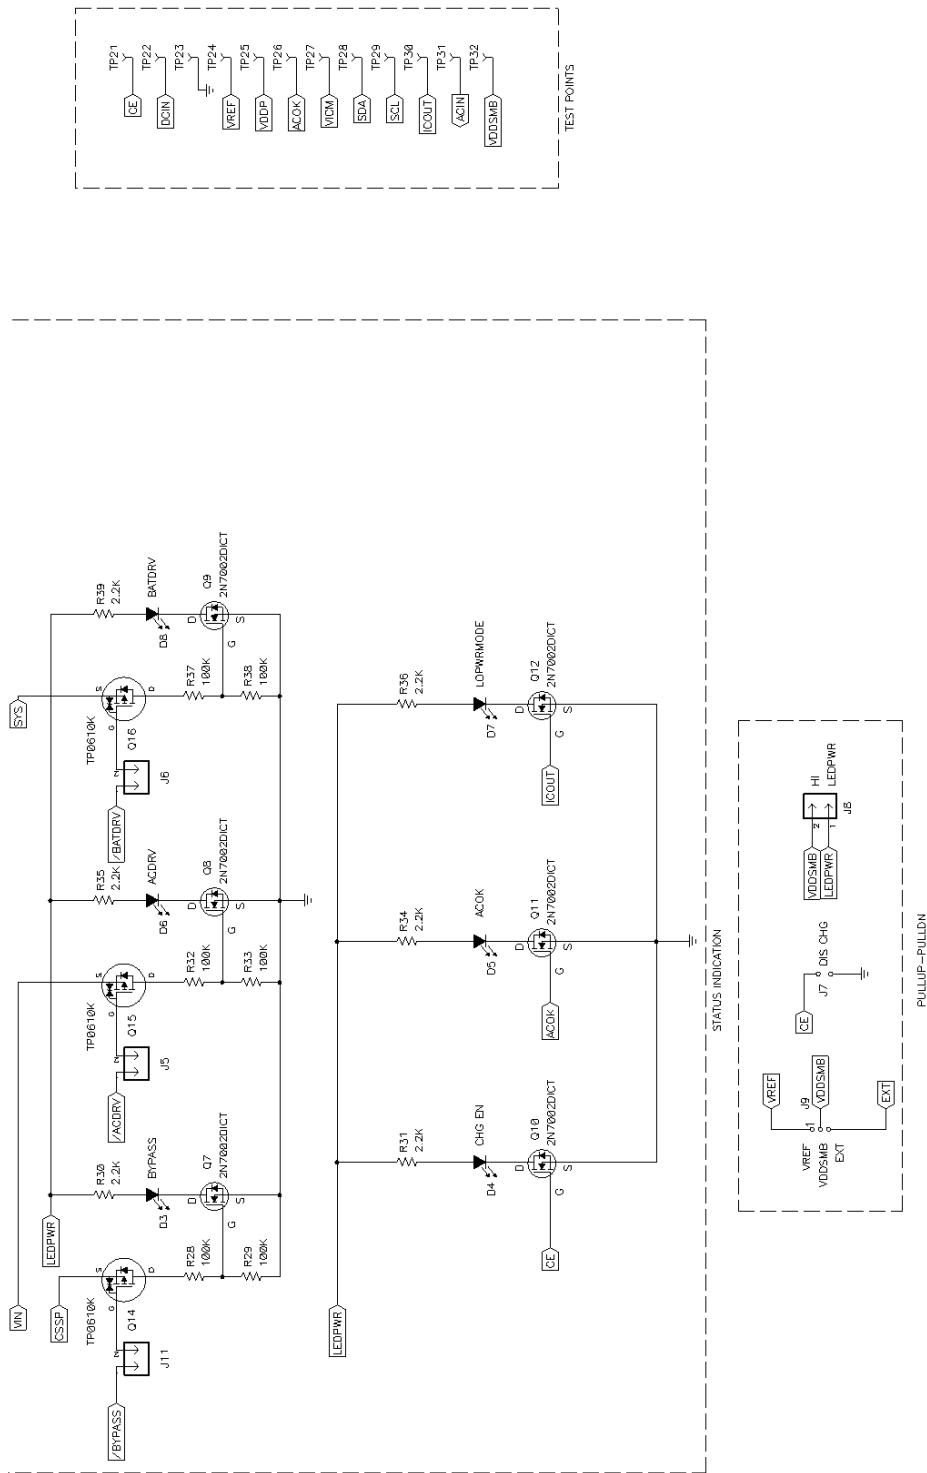 TP21
TP22
TP23
TP24
TP25
TP26
TP27
TP28
TP29
TP30
TP31
TP32
CE
DCIN
VREF
VDDP
ACOK
VICM
SDA
SCL
ICOUT
ACIN
VDDSMB
TEST POINTS
VIN
CSSP
LEDPWR
SYS
/BYPASS
J11
2
TP0610K
Q14
S
G
D
R28
100K
R29
100K
R30
2.2K
BYPASS
D3
Q7
2N7002DICT
D
S
G
/ACDRV
J5
2
TP0610K
Q15
S
G
D
R32
100K
R33
100K
R35
2.2K
ACDRV
D6
Q8
2N7002DICT
D
S
G
/BATDRV
J6
2
TP0610K
Q16
S
G
D
R37
100K
R38
100K
R39
2.2K
BATDRV
D8
Q9
2N7002DICT
D
S
G
LEDPWR
R31
2.2K
CHG EN
D4
Q10
2N7002DICT
D
S
G
CE
R34
2.2K
ACOK
D5
Q11
2N7002DICT
D
S
G
ACOK
R36
2.2K
LOPWRMODE
D7
Q12
2N7002DICT
D
S
G
ICOUT
STATUS INDICATION
VREF
VDDSMB
EXT
J9
1
VREF
VDDSMB
EXT
CE
J7
DIS CHG
VDDSMB
LEDPWR
2
1
HI
LEDPWR
J8
PULLUP-PULLDN